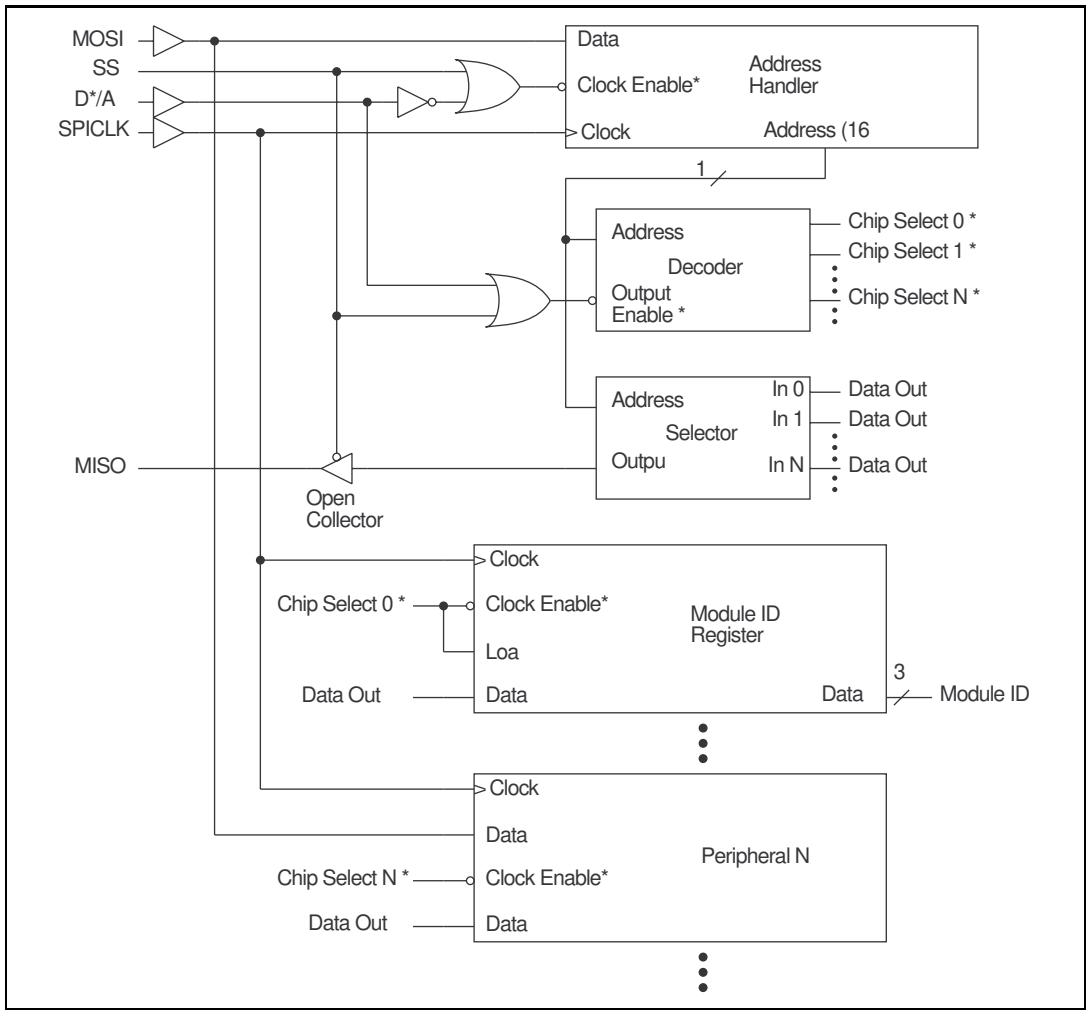 MOSI
SS
D*/A
SPICLK
Data
Clock Enable*
Clock
Address
Handler
Address (16
1
Address
Decoder
Output
Enable *
Chip Select 0 *
Chip Select 1 *
Chip Select N *
Address
Selector
Outpu
In 0
In 1
In N
Data Out
Data Out
Data Out
MISO
Open
Collector
Clock
Chip Select 0 *
Clock Enable*
Loa
Data Out
Data
Module ID
Register
Data
3
Module ID
Clock
Data
Chip Select N *
Clock Enable*
Data Out
Data
Peripheral N